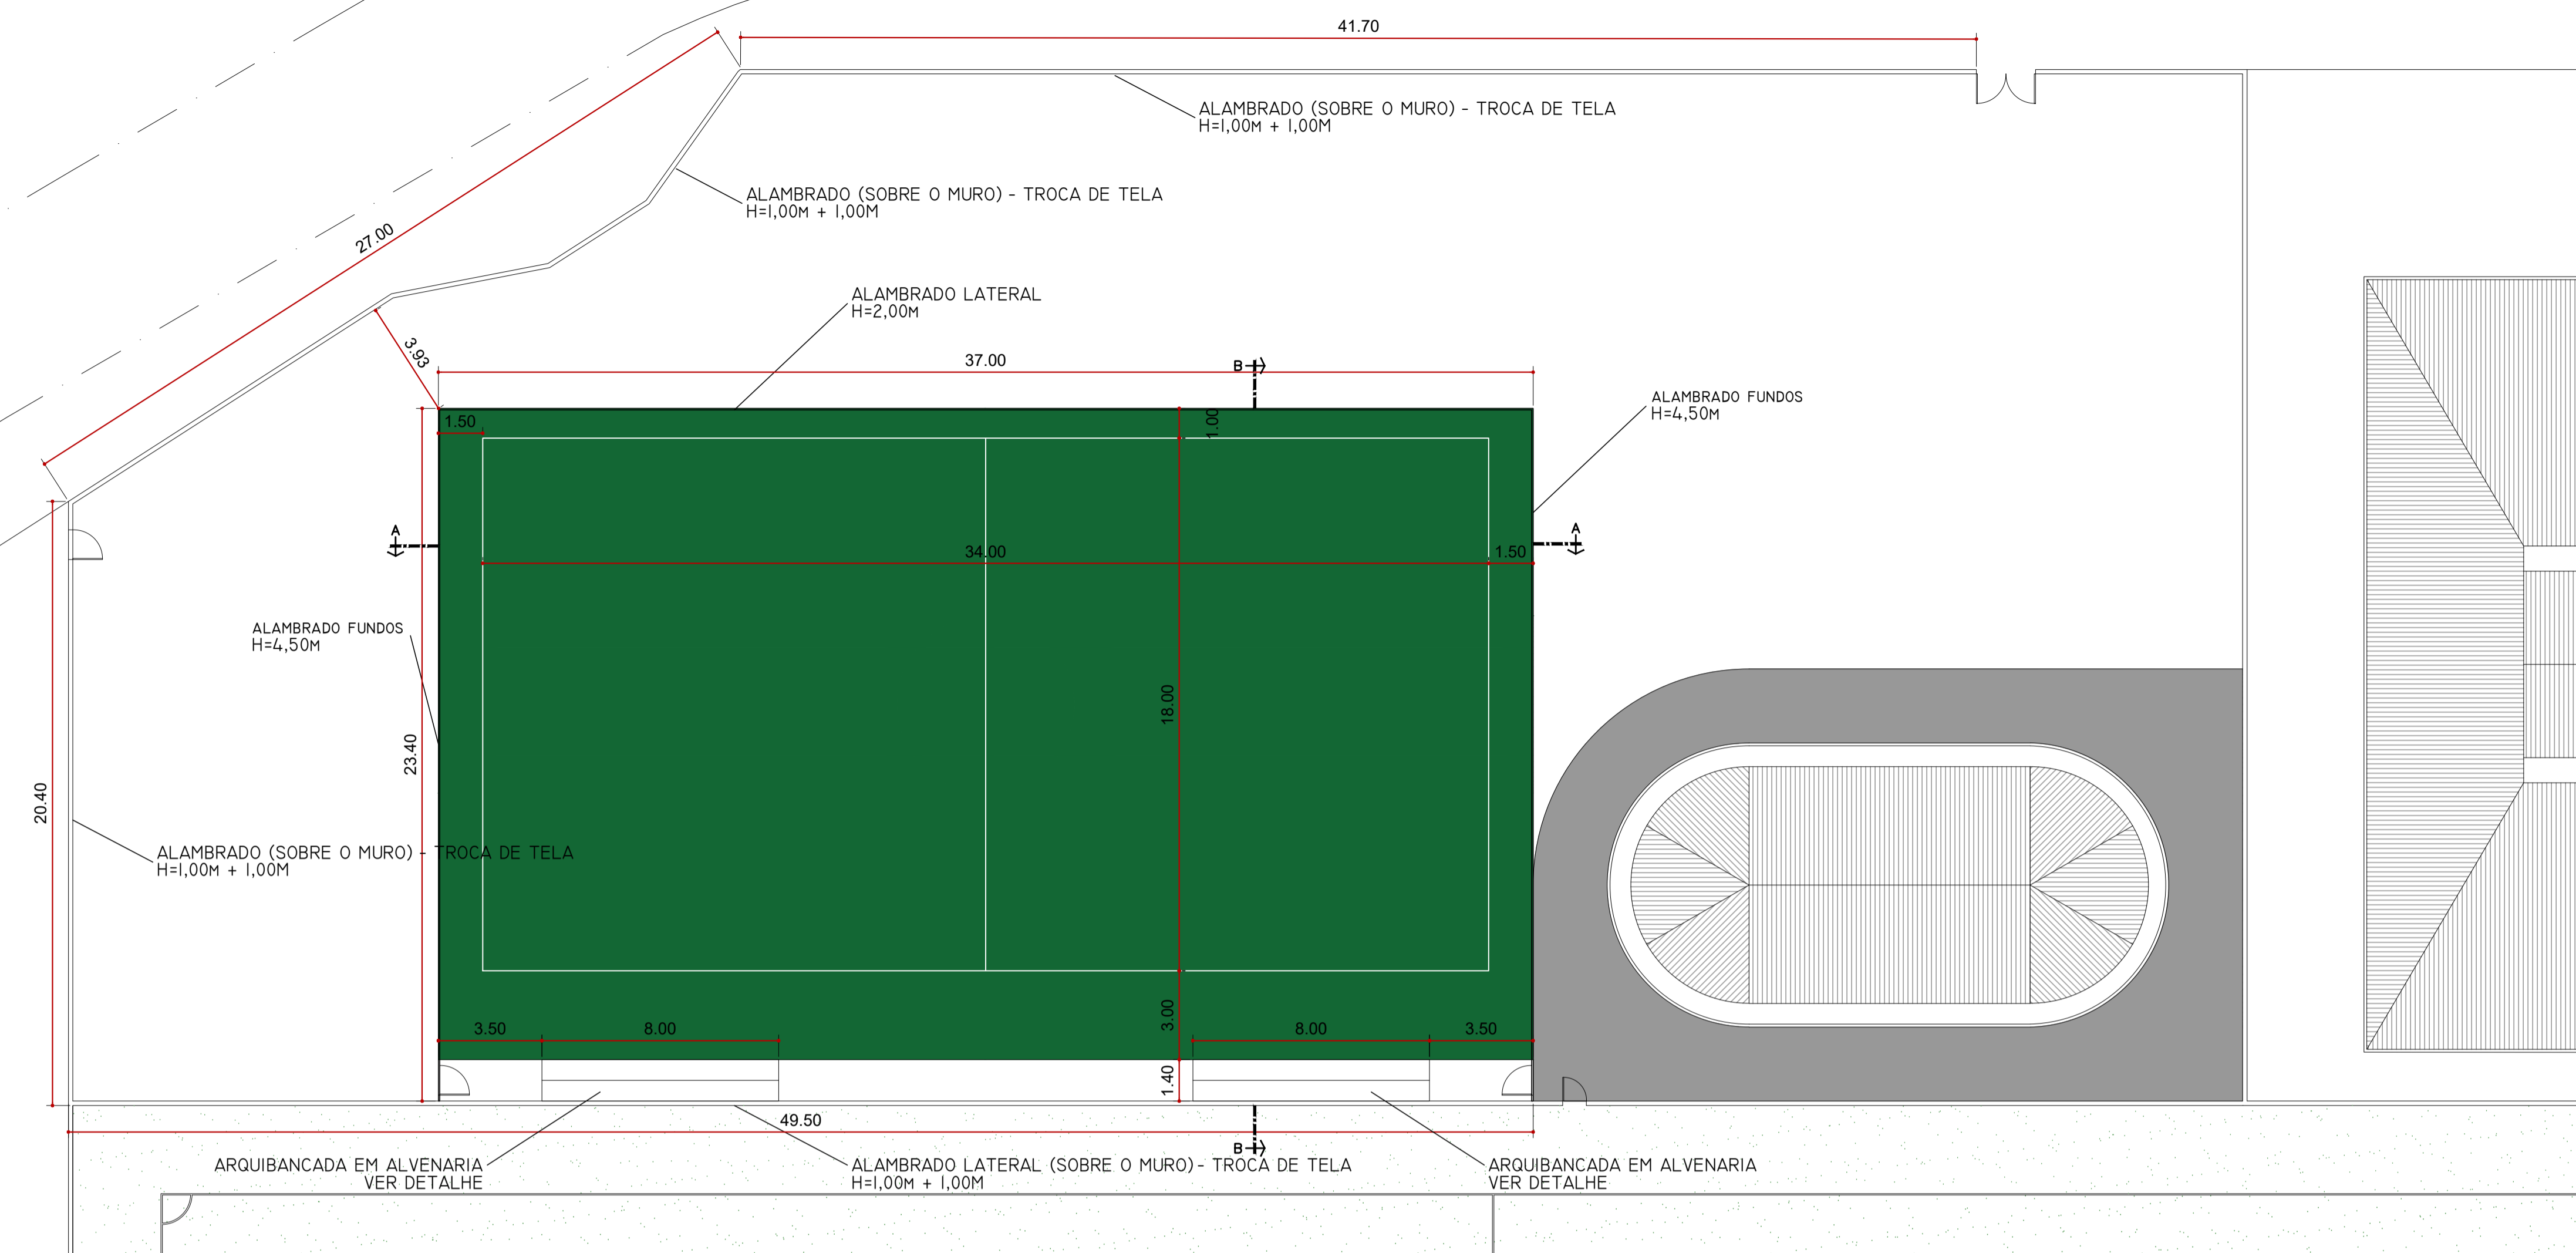 41.70
ALAMBRADO (SOBRE O MURO) - TROCA DE TELA
H=1,00M + 1,00M
ALAMBRADO (SOBRE O MURO) - TROCA DE TELA
H=1,00M + 1,00M
27.00
ALAMBRADO LATERAL
H=2,00M
3.93
37.00
B
ALAMBRADO FUNDOS
H=4,50M
1.50
1.00
A
A
34.00
1.50
ALAMBRADO FUNDOS
H=4,50M
18.00
23.40
20.40
ALAMBRADO (SOBRE O MURO) - TROCA DE TELA
H=1,00M + 1,00M
3.00
3.50
8.00
8.00
3.50
1.40
49.50
B
ARQUIBANCADA EM ALVENARIA
VER DETALHE
ALAMBRADO LATERAL (SOBRE O MURO)- TROCA DE TELA
H=1,00M + 1,00M
ARQUIBANCADA EM ALVENARIA
VER DETALHE